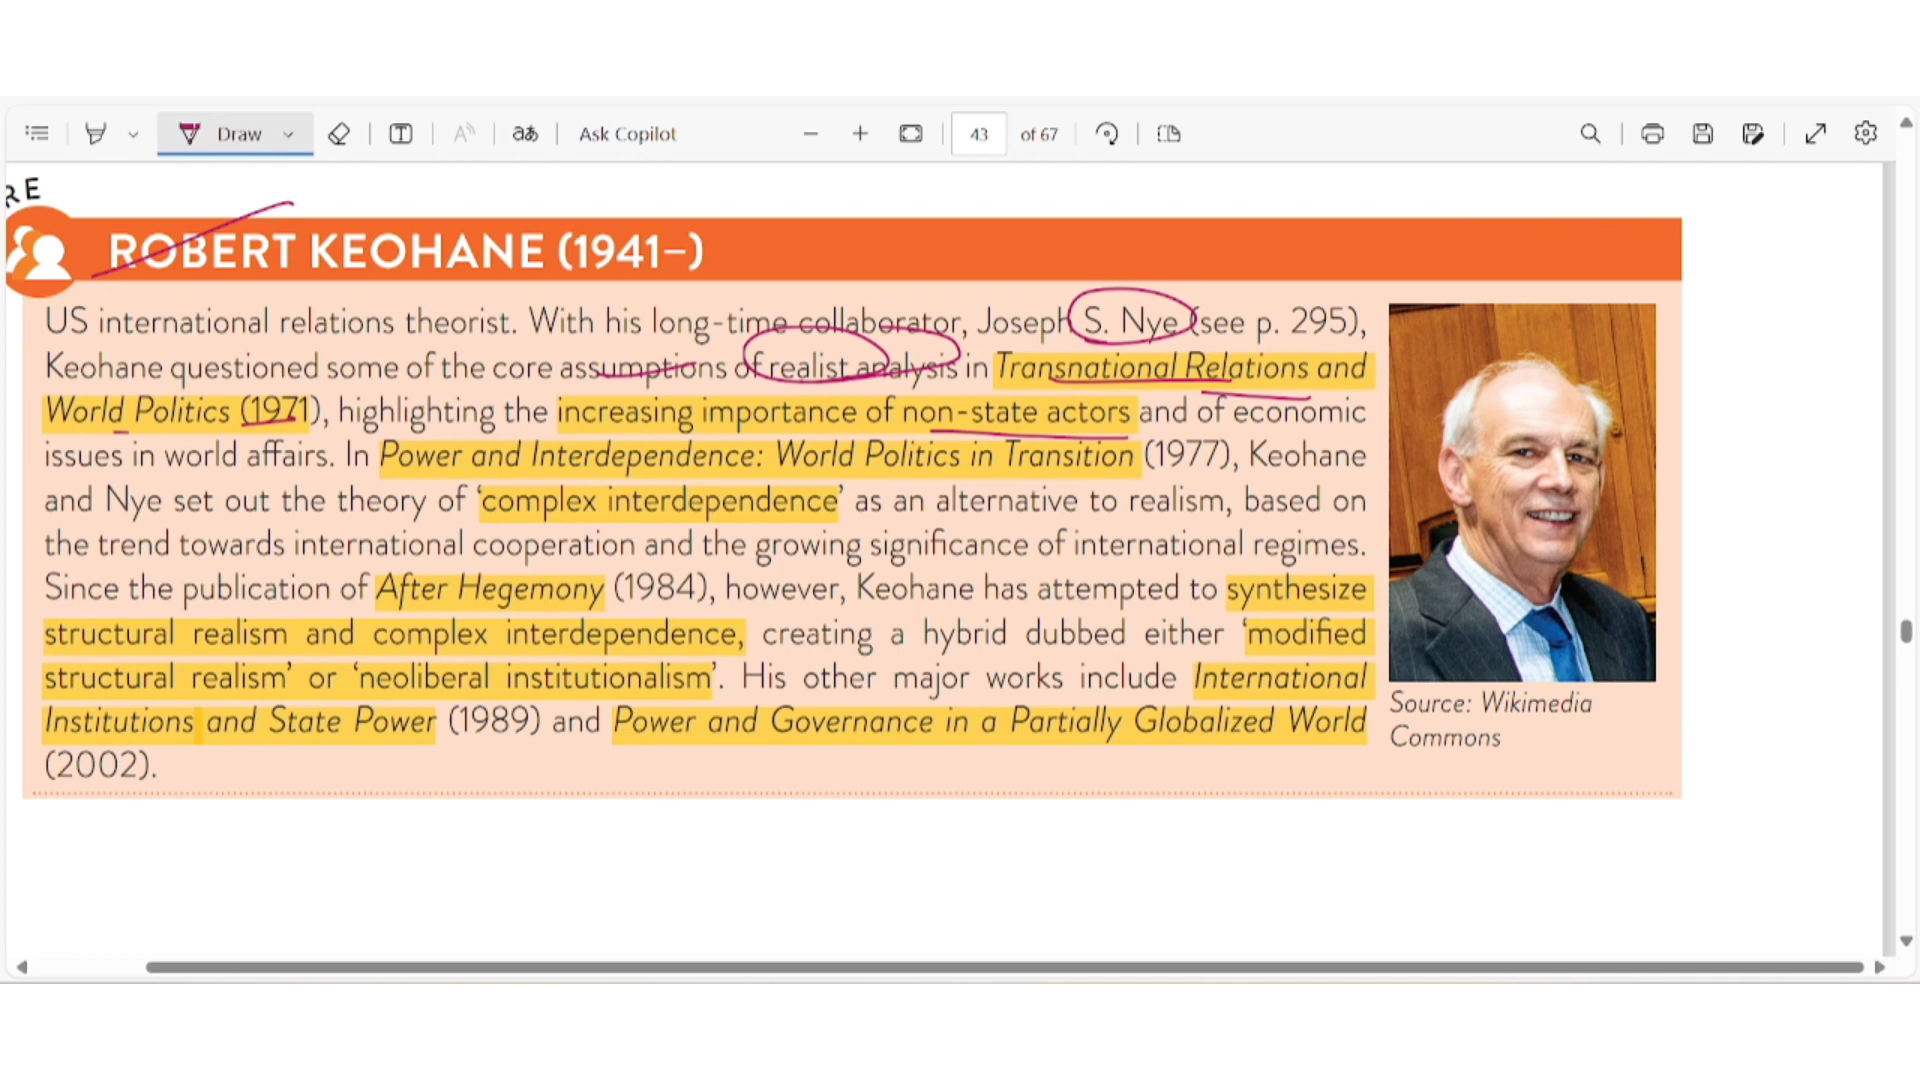 Draw
aあ
Ask Copilot
43 of 67
RE
ROBERT KEOHANE (1941–)
US international relations theorist. With his long-time collaborator, Joseph S. Nye (see p. 295),
Keohane questioned some of the core assumptions of realist analysis in Transnational Relations and
World Politics (1971), highlighting the increasing importance of non-state actors and of economic
issues in world affairs. In Power and Interdependence: World Politics in Transition (1977), Keohane
and Nye set out the theory of ‘complex interdependence’ as an alternative to realism, based on
the trend towards international cooperation and the growing significance of international regimes.
Since the publication of After Hegemony (1984), however, Keohane has attempted to synthesize
structural realism and complex interdependence, creating a hybrid dubbed either ‘modified
structural realism’ or ‘neoliberal institutionalism’. His other major works include International
Institutions and State Power (1989) and Power and Governance in a Partially Globalized World
(2002).
Source: Wikimedia
Commons